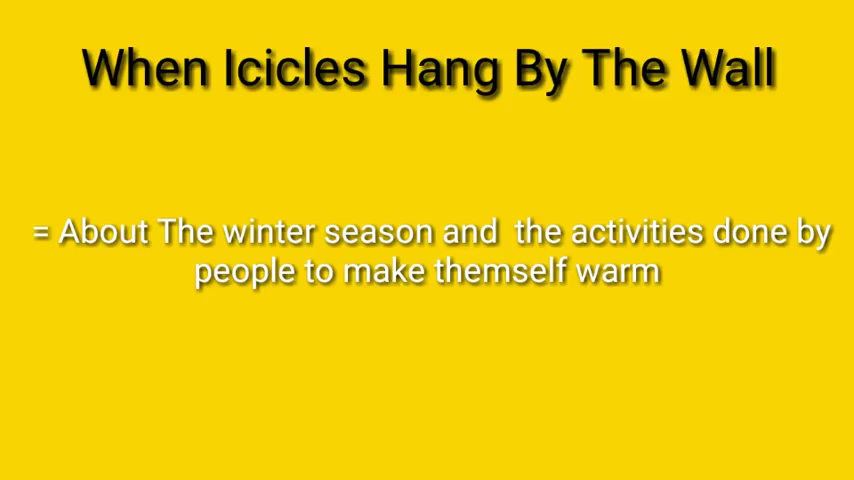 When Icicles Hang By The Wall
= About The winter season and  the activities done by
people to make themself warm